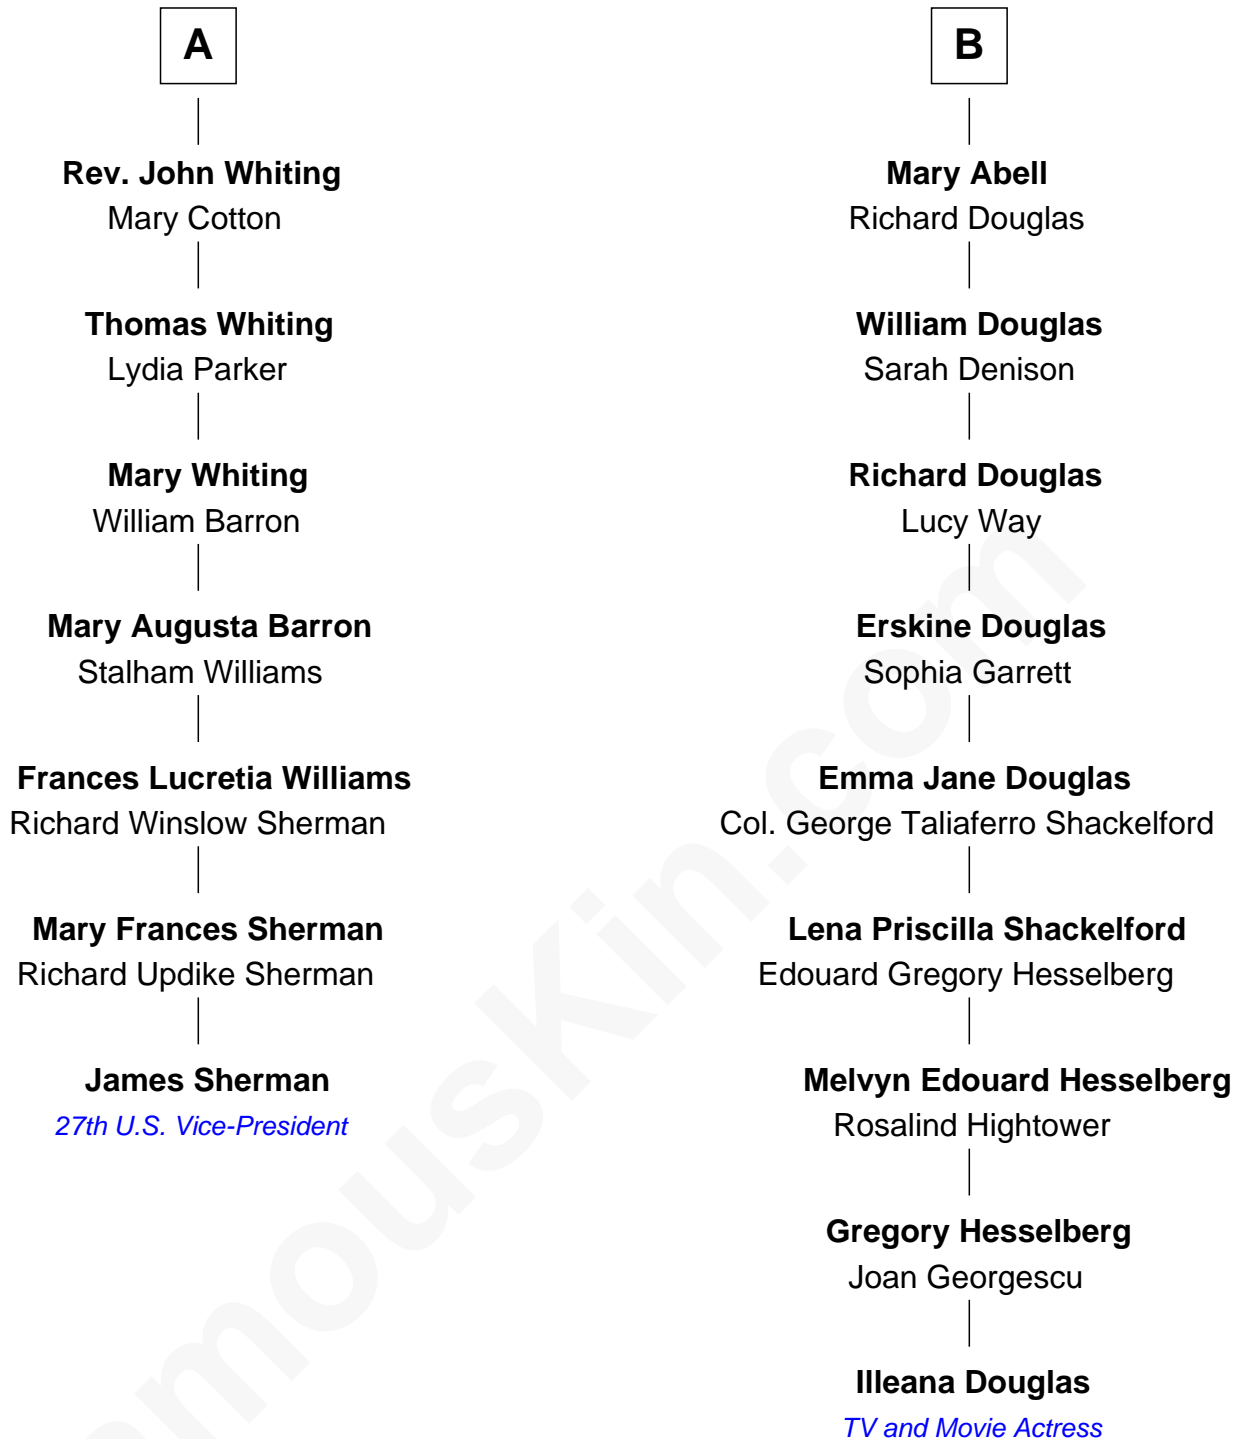 A
Rev. John Whiting
Mary Cotton
Thomas Whiting
Lydia Parker
Mary Whiting
William Barron
Mary Augusta Barron
Stalham Williams
Frances Lucretia Williams
Richard Winslow Sherman
Mary Frances Sherman
Richard Updike Sherman
James Sherman
27th U.S. Vice-President
B
Mary Abell
Richard Douglas
William Douglas
Sarah Denison
Richard Douglas
Lucy Way
Erskine Douglas
Sophia Garrett
Emma Jane Douglas
Col. George Taliaferro Shackelford
Lena Priscilla Shackelford
Edouard Gregory Hesselberg
Melvyn Edouard Hesselberg
Rosalind Hightower
Gregory Hesselberg
Joan Georgescu
Illeana Douglas
TV and Movie Actress
amouskin.com